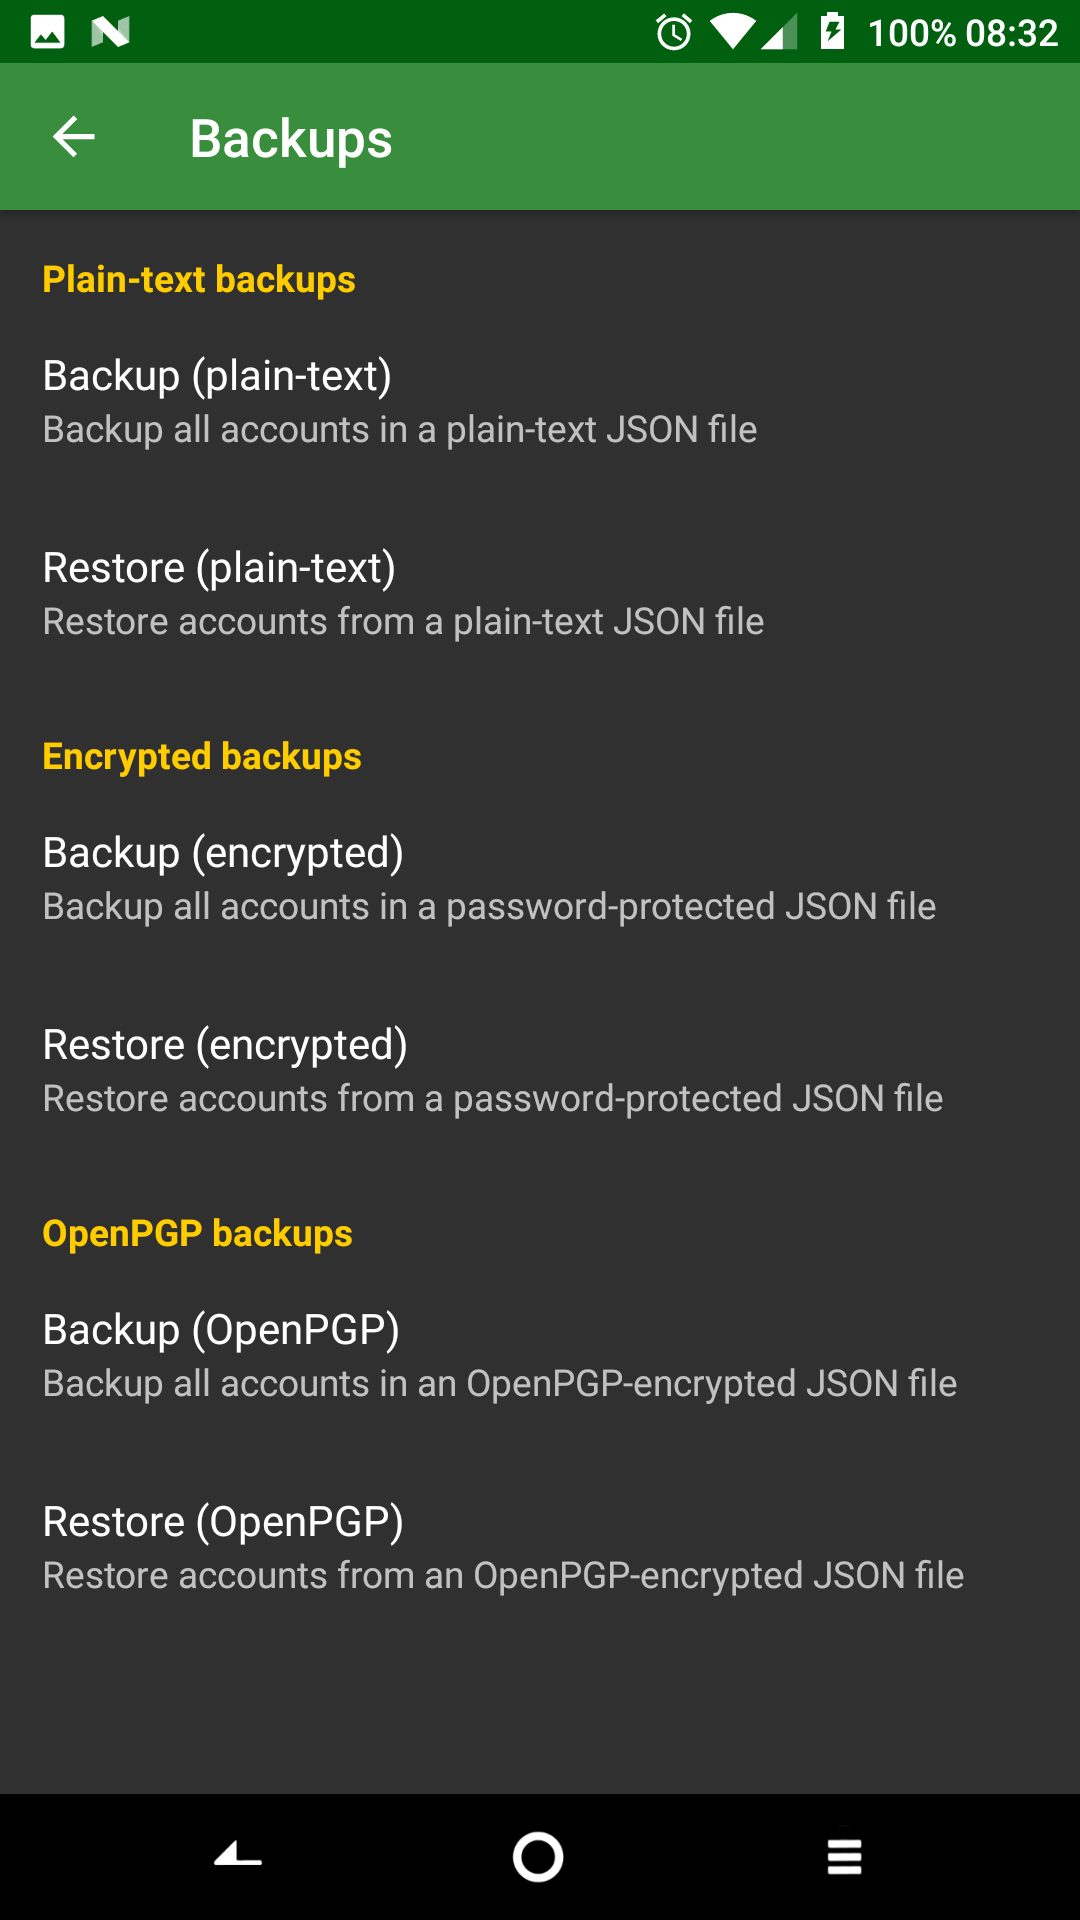 100% 08:32
Backups
Plain-text backups
Backup (plain-text)
Backup all accounts in a plain-text JSON file
Restore (plain-text)
Restore accounts from a plain-text JSON file
Encrypted backups
Backup (encrypted)
Backup all accounts in a password-protected JSON file
Restore (encrypted)
Restore accounts from a password-protected JSON file
OpenPGP backups
Backup (OpenPGP)
Backup all accounts in an OpenPGP-encrypted JSON file
Restore (OpenPGP)
Restore accounts from an OpenPGP-encrypted JSON file